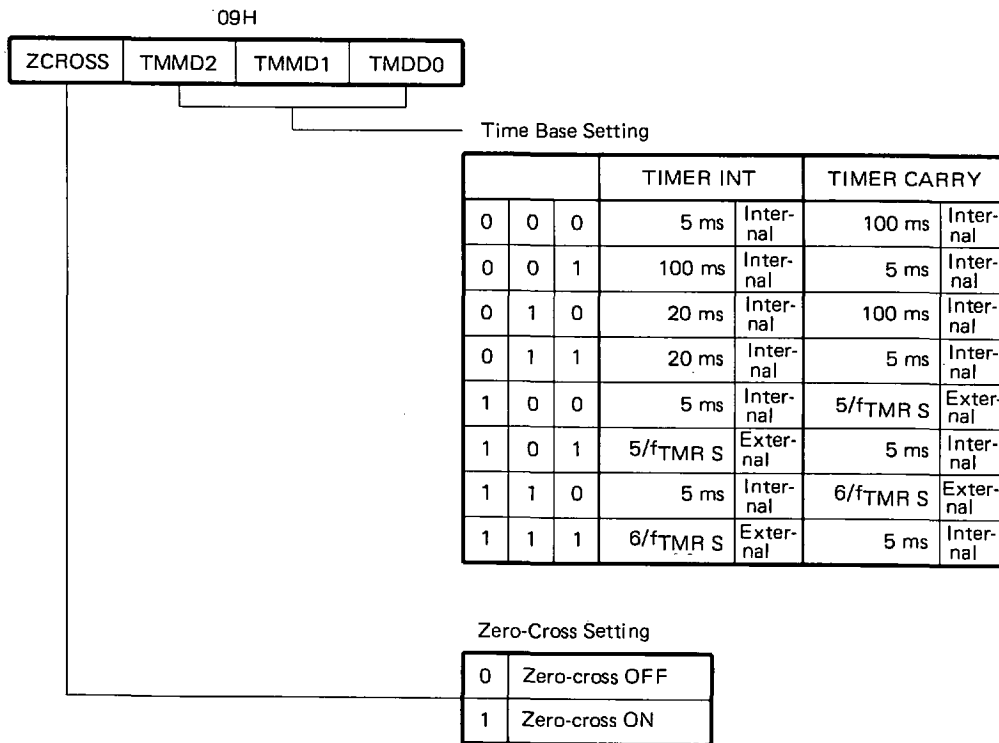 09H
ZCROSS TMMD2 TMMD1 TMDD0
Time Base Setting
TIMER INT TIMER CARRY
0 0 0 5 ms Inter-nal 100 ms Inter-nal
0 0 1 100 ms Inter-nal 5 ms Inter-nal
0 1 0 20 ms Inter-nal 100 ms Inter-nal
0 1 1 20 ms Inter-nal 5 ms Inter-nal
1 0 0 5 ms Inter-nal 5/fTMR S Exter-nal
1 0 1 5/fTMR S Exter-nal 5 ms Inter-nal
1 1 0 5 ms Inter-nal 6/fTMR S Exter-nal
1 1 1 6/fTMR S Exter-nal 5 ms Inter-nal
Zero-Cross Setting
0 Zero-cross OFF
1 Zero-cross ON